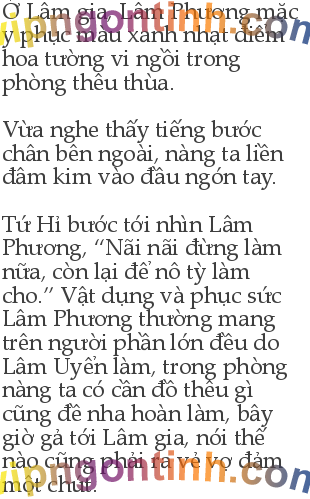 Ở Lâm gia, Lâm Phương mặc
y phục màu xanh nhạt điểm
hoa tường vi ngồi trong
phòng thêu thùa.
Vừa nghe thấy tiếng bước
chân bên ngoài, nàng ta liền
đâm kim vào đầu ngón tay.
Tứ Hỉ bước tới nhìn Lâm
Phương, “Nãi nãi đừng làm
nữa, còn lại để nô tỳ làm
cho.” Vật dụng và phục sức
Lâm Phương thường mang
trên người phần lớn đều do
Lâm Uyển làm, trong phòng
nàng ta có cần đồ thêu gì
cũng đề nha hoàn làm, bây
giờ gả tới Lâm gia, nói thế
nào cũng phải ra vẻ vợ đảm
một chút.
vipngontinh.com
vipngontinh.com